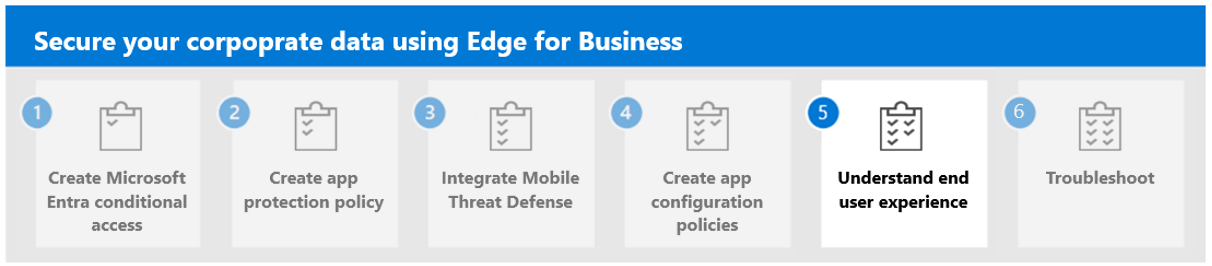 Secure your corpoprate data using Edge for Business
1
Create Microsoft
Entra conditional
access
2
Create app
protection policy
3
Integrate Mobile
Threat Defense
4
Create app
configuration
policies
5
Understand end
user experience
6
Troubleshoot